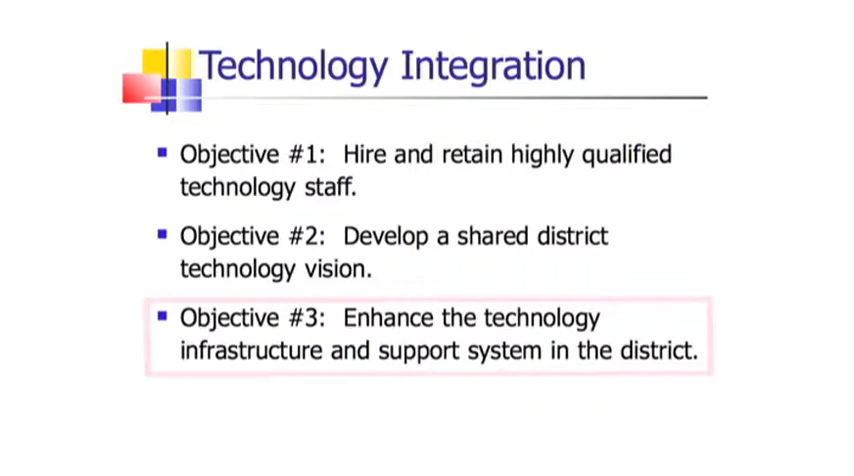 Technology Integration
Objective #1: Hire and retain highly qualified
technology staff.
Objective #2: Develop a shared district
technology vision.
Objective #3: Enhance the technology
infrastructure and support system in the district.